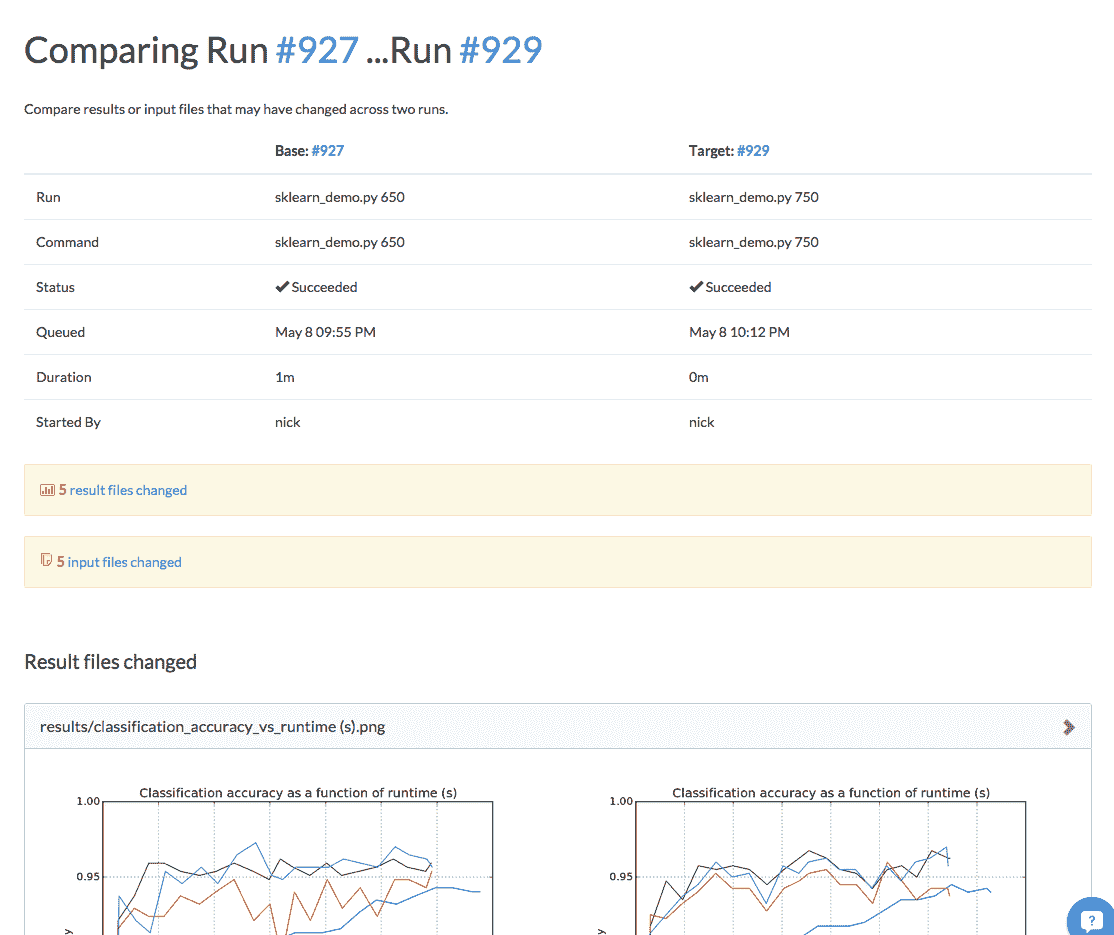 Comparing Run #927 ...Run #929
Compare results or input files that may have changed across two runs.
Base: #927 Target: #929
Run sklearn_demo.py 650 sklearn_demo.py 750
Command sklearn_demo.py 650 sklearn_demo.py 750
Status Succeeded Succeeded
Queued May 8 09:55 PM May 8 10:12 PM
Duration 1m 0m
Started By nick nick
5 result files changed
5 input files changed
Result files changed
results/classification_accuracy_vs_runtime (s).png
Classification accuracy as a function of runtime (s) Classification accuracy as a function of runtime (s)
1.00 1.00
0.95 0.95
?